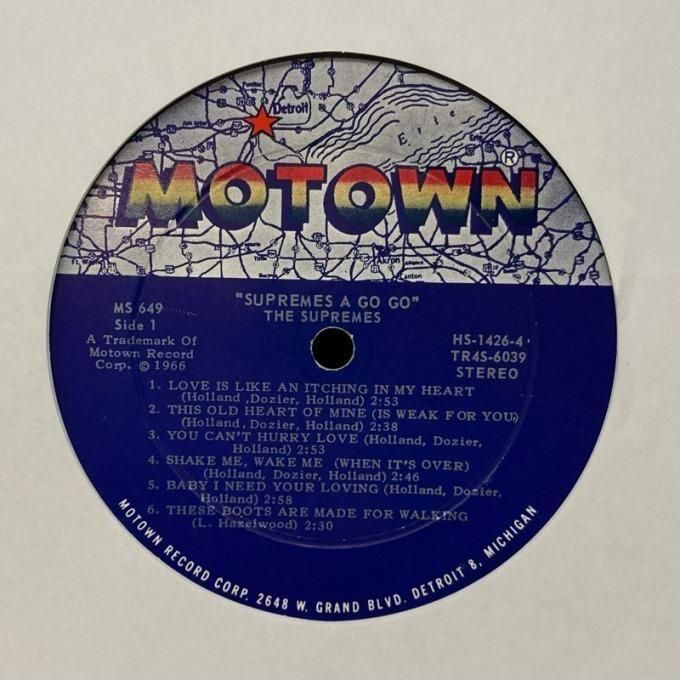 Detroit
Erie
MOTOWN®
Akron
"SUPREMES A GO GO"
THE SUPREMES
MS 649
Side 1
A Trademark Of
Motown Record
Corp. © 1966
HS-1426-4
TR4S-6039
STEREO
1. LOVE IS LIKE AN ITCHING IN MY HEART
(Holland, Dozier, Holland) 2:53
2. THIS OLD HEART OF MINE (IS WEAK FOR YOU)
(Holland, Dozier, Holland) 2:38
3. YOU CAN'T HURRY LOVE (Holland, Dozier,
Holland) 2:53
4. SHAKE ME, WAKE ME (WHEN IT'S OVER)
(Holland, Dozier, Holland) 2:46
5. BABY I NEED YOUR LOVING (Holland, Dozier,
Holland) 2:58
6. THESE BOOTS ARE MADE FOR WALKING
(L. Hazelwood) 2:30
MOTOWN RECORD CORP. 2648 W. GRAND BLVD. DETROIT 8, MICHIGAN